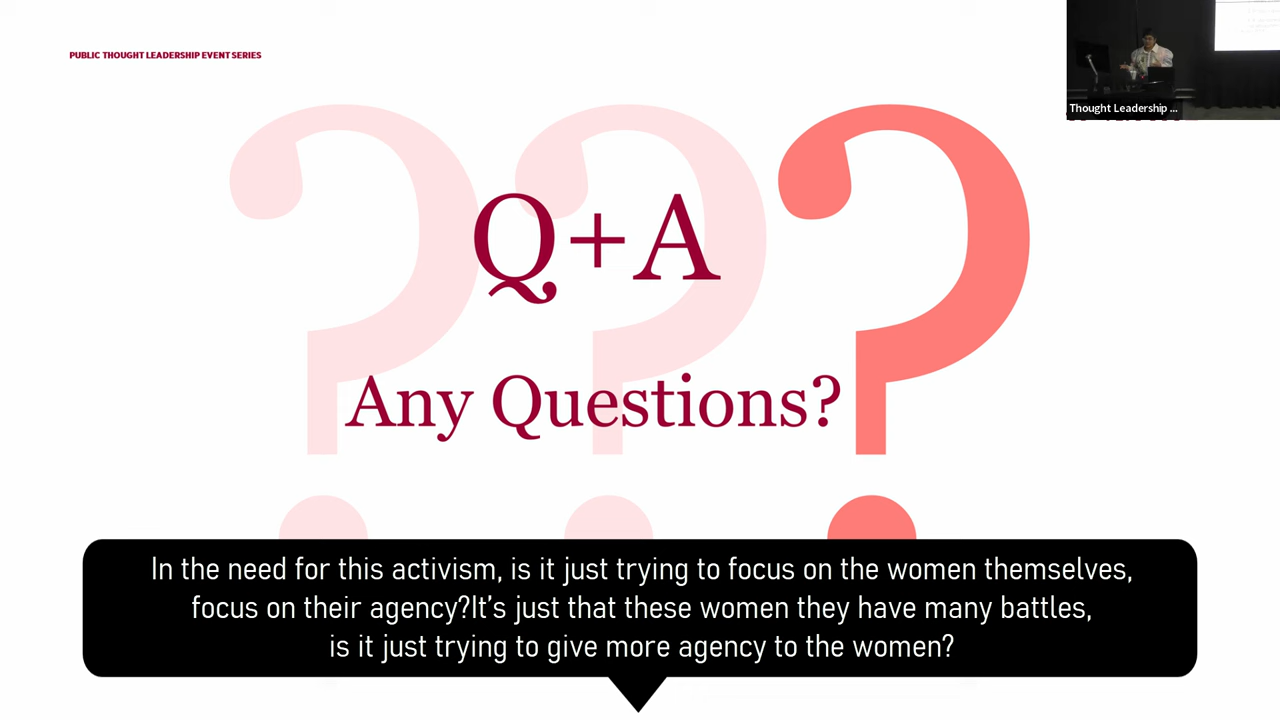 PUBLIC THOUGHT LEADERSHIP EVENT SERIES
Thought Leadership ...
Q+A
Any Questions?
In the need for this activism, is it just trying to focus on the women themselves,
focus on their agency?It's just that these women they have many battles,
is it just trying to give more agency to the women?